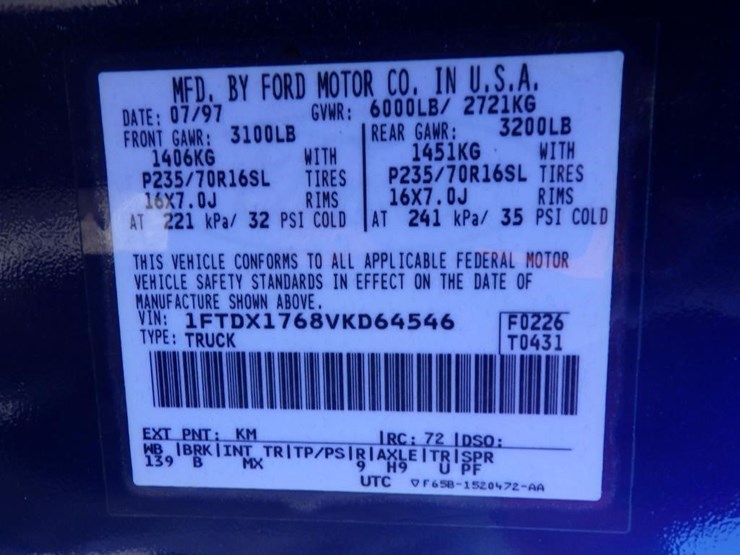 MFD. BY FORD MOTOR CO. IN U.S.A.
DATE: 07/97 GVWR: 6000LB/ 2721KG
FRONT GAWR: 3100LB REAR GAWR: 3200LB
1406KG WITH 1451KG WITH
P235/70R16SL TIRES P235/70R16SL TIRES
16X7.0J RIMS 16X7.0J RIMS
AT 221 kPa/ 32 PSI COLD AT 241 kPa/ 35 PSI COLD
THIS VEHICLE CONFORMS TO ALL APPLICABLE FEDERAL MOTOR
VEHICLE SAFETY STANDARDS IN EFFECT ON THE DATE OF
MANUFACTURE SHOWN ABOVE.
VIN: 1FTDX1768VKD64546 F0226
TYPE: TRUCK T0431
EXT PNT: KM RC: 72 DSO:
WB BRK INT TR TP/PS R AXLE TR SPR
139 B MX 9 H9 U PF
UTC F65B-1520472-AA